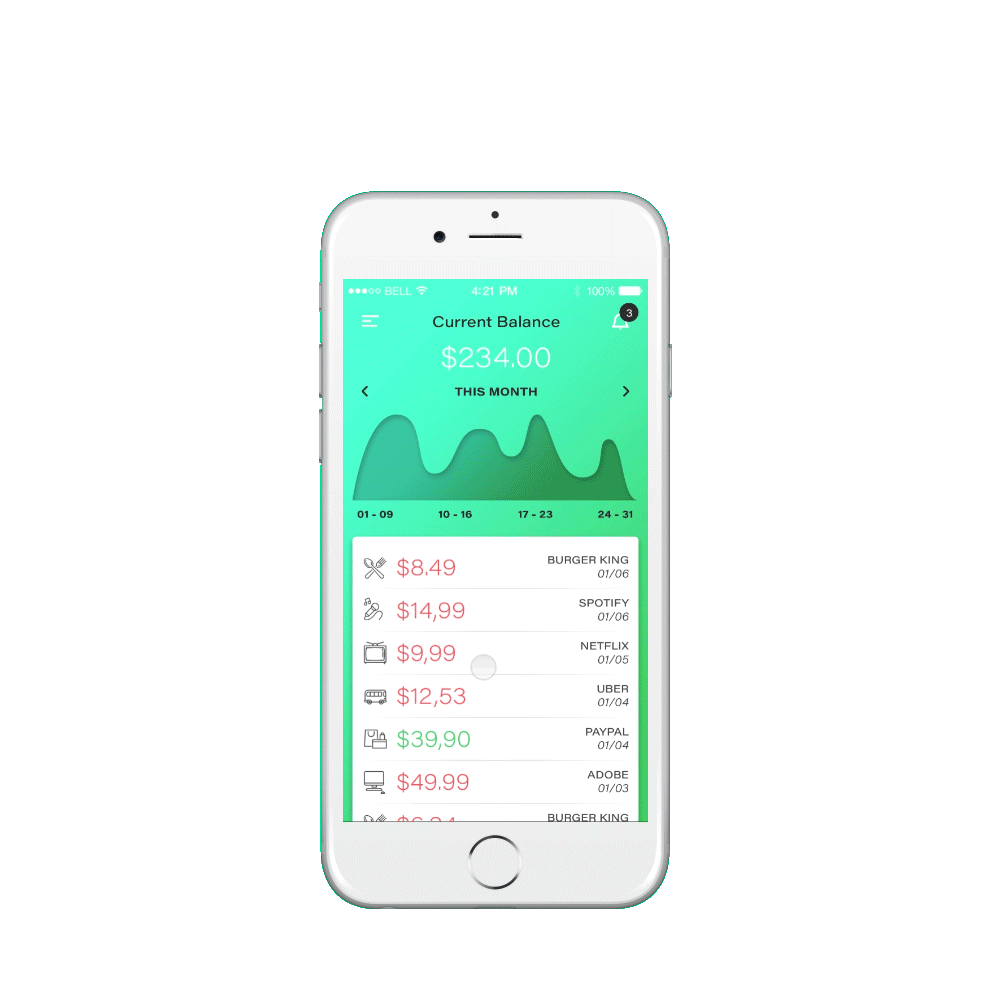 BELL 4:21 PM 100%
3
Current Balance
$234.00
THIS MONTH
01 - 09 10 - 16 17 - 23 24 - 31
$8.49 BURGER KING
01/06
$14,99 SPOTIFY
01/06
$9,99 NETFLIX
01/05
$12,53 UBER
01/04
$39,90 PAYPAL
01/04
$49.99 ADOBE
01/03
BURGER KING